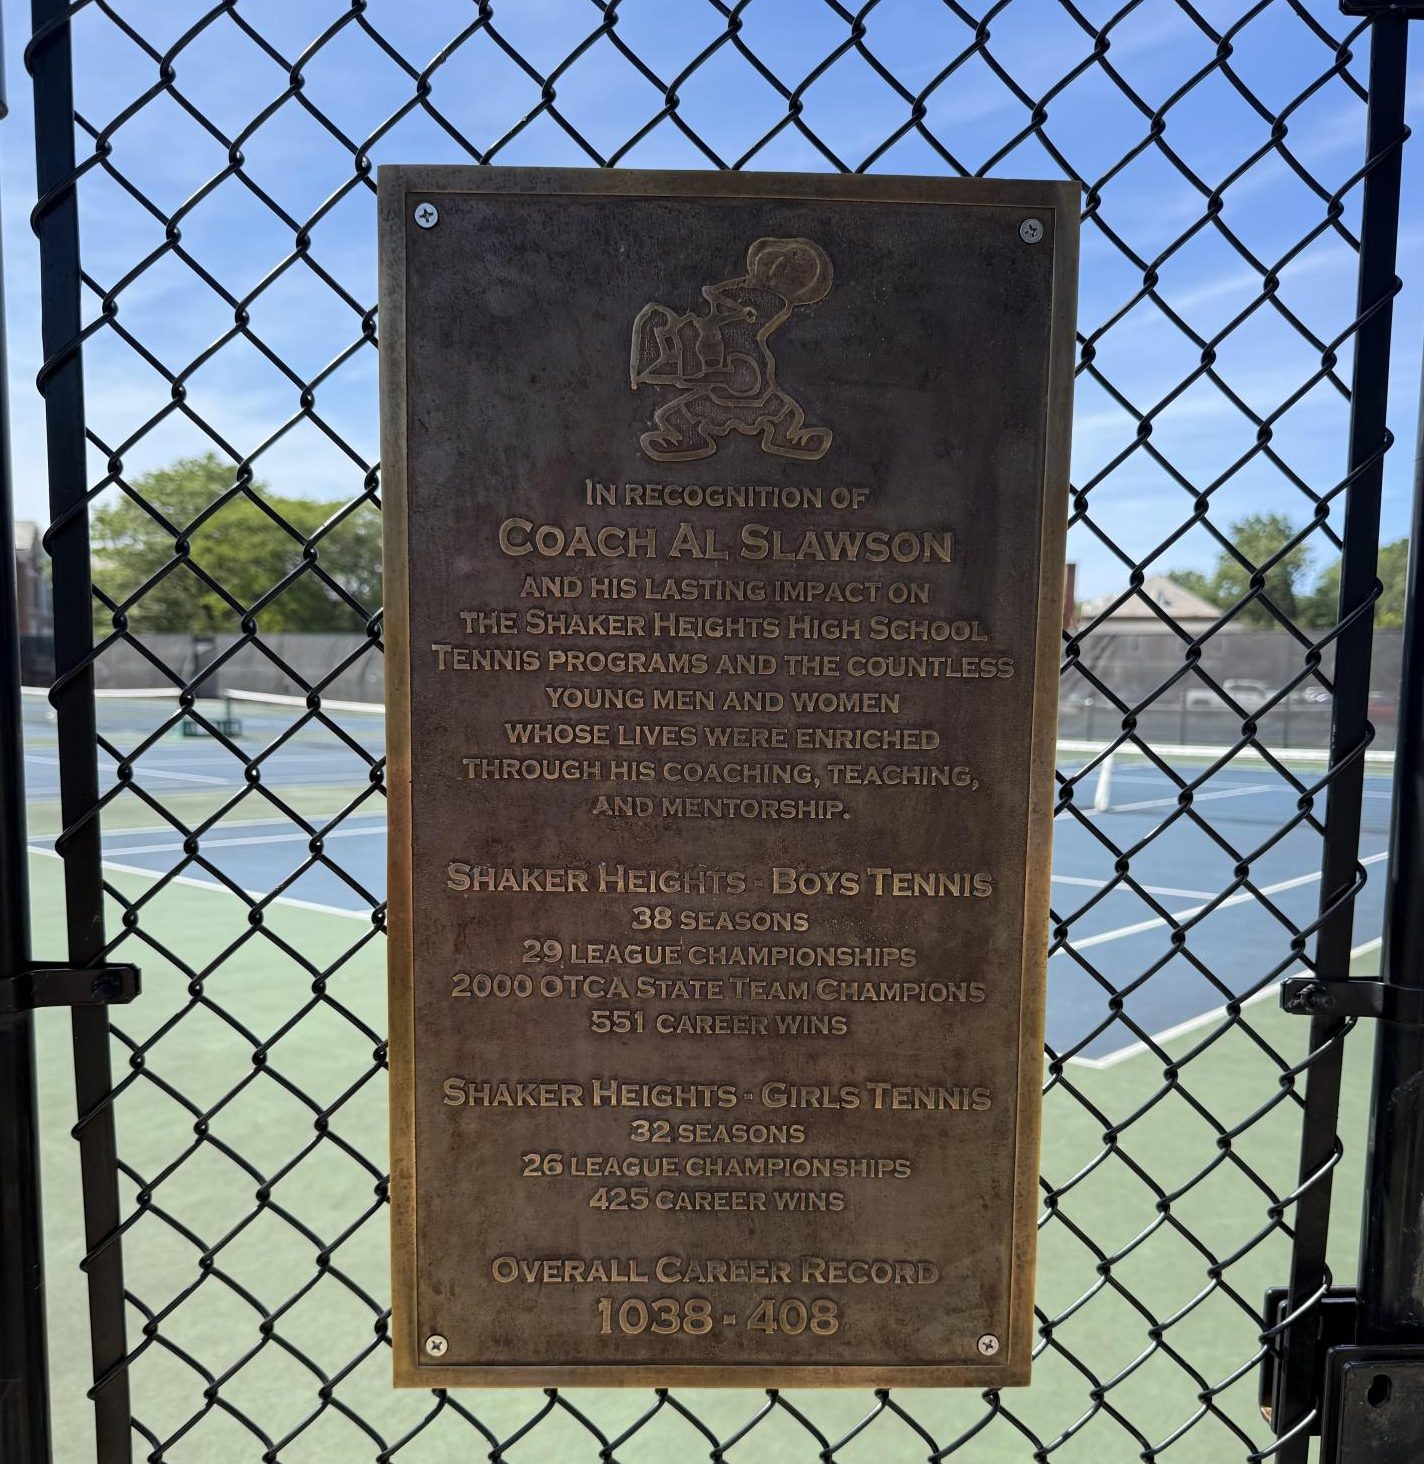 IN RECOGNITION OF
COACH AL SLAWSON
AND HIS LASTING IMPACT ON
THE SHAKER HEIGHTS HIGH SCHOOL
TENNIS PROGRAMS AND THE COUNTLESS
YOUNG MEN AND WOMEN
WHOSE LIVES WERE ENRICHED
THROUGH HIS COACHING, TEACHING,
AND MENTORSHIP.
SHAKER HEIGHTS - BOYS TENNIS
38 SEASONS
29 LEAGUE CHAMPIONSHIPS
2000 OTCA STATE TEAM CHAMPIONS
551 CAREER WINS
SHAKER HEIGHTS - GIRLS TENNIS
32 SEASONS
26 LEAGUE CHAMPIONSHIPS
425 CAREER WINS
OVERALL CAREER RECORD
1038 - 408